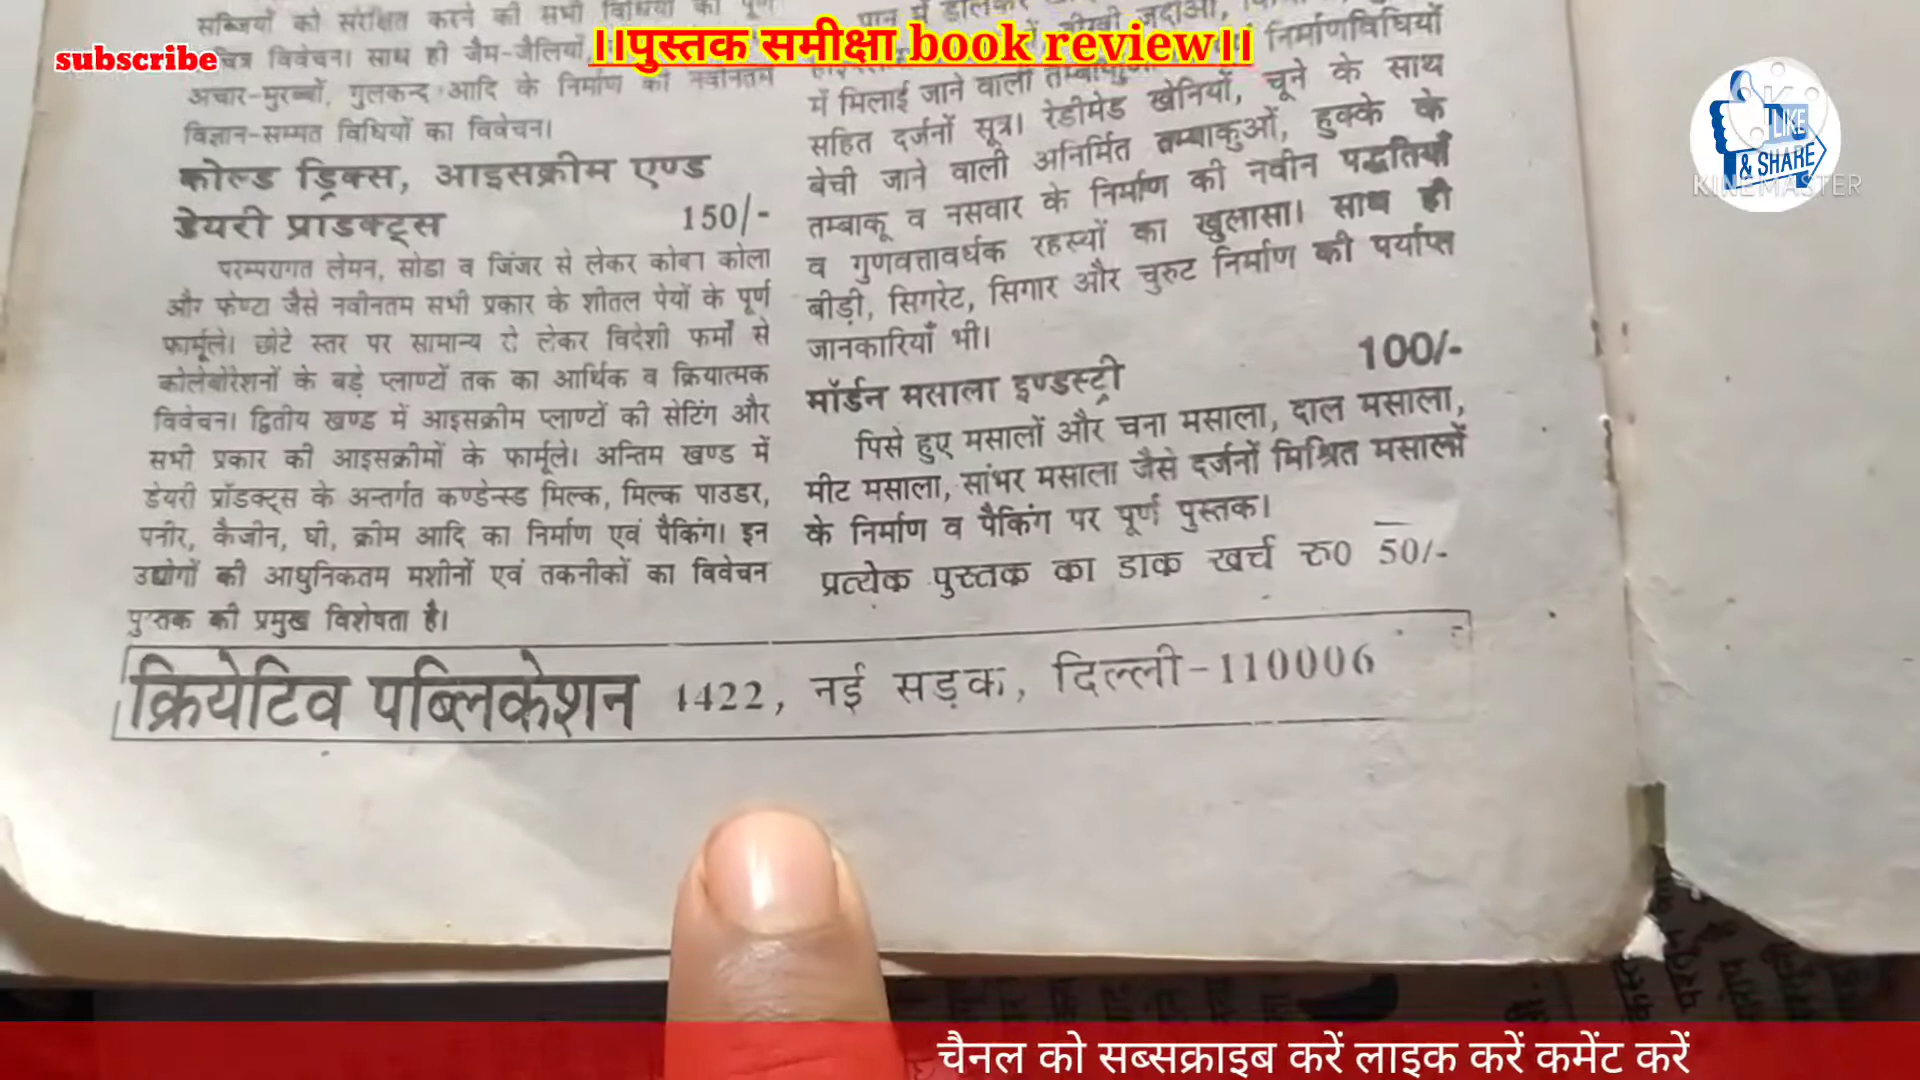 ।।पुस्तक समीक्षा book review।।
subscribe
LIKE
& SHARE
KINEMASTER
सब्जियों को संरक्षित करने की सभी विधियों का पूर्ण
विवेचन। साथ ही जैम-जैलियों
अचार-मुरब्बों, गुलकन्द आदि के निर्माण की नवीनतम
विज्ञान-सम्मत विधियों का विवेचन।
कोल्ड ड्रिंक्स, आइसक्रीम एण्ड
डेयरी प्राडक्ट्स 150/-
परम्परागत लेमन, सोडा व जिंजर से लेकर कोका कोला
और फेण्टा जैसे नवीनतम सभी प्रकार के शीतल पेयों के पूर्ण
फार्मूले। छोटे स्तर पर सामान्य से लेकर विदेशी फर्मों से
कोलेबोरेशनों के बड़े प्लाण्टों तक का आर्थिक व क्रियात्मक
विवेचन। द्वितीय खण्ड में आइसक्रीम प्लाण्टों की सेटिंग और
सभी प्रकार की आइसक्रीमों के फार्मूले। अन्तिम खण्ड में
डेयरी प्रॉडक्ट्स के अन्तर्गत कण्डेन्स्ड मिल्क, मिल्क पाउडर,
पनीर, कैजीन, घी, क्रीम आदि का निर्माण एवं पैकिंग। इन
उद्योगों की आधुनिकतम मशीनों एवं तकनीकों का विवेचन
पुस्तक की प्रमुख विशेषता है।
निर्माणविधियों
में मिलाई जाने वाली
सहित दर्जनों सूत्र। रेडीमेड खेनियों, चूने के साथ
बेची जाने वाली अनिर्मित तम्बाकुओं, हुक्के के
तम्बाकू व नसवार के निर्माण की नवीन पद्धतियाँ
व गुणवत्तावर्धक रहस्यों का खुलासा। साथ ही
बीड़ी, सिगरेट, सिगार और चुरुट निर्माण की पर्याप्त
जानकारियाँ भी।
मॉर्डन मसाला इण्डस्ट्री 100/-
पिसे हुए मसालों और चना मसाला, दाल मसाला,
मीट मसाला, सांभर मसाला जैसे दर्जनों मिश्रित मसालों
के निर्माण व पैकिंग पर पूर्ण पुस्तक।
प्रत्येक पुस्तक का डाक खर्च रु0 50/-
क्रियेटिव पब्लिकेशन 1422, नई सड़क, दिल्ली-110006
चैनल को सब्सक्राइब करें लाइक करें कमेंट करें